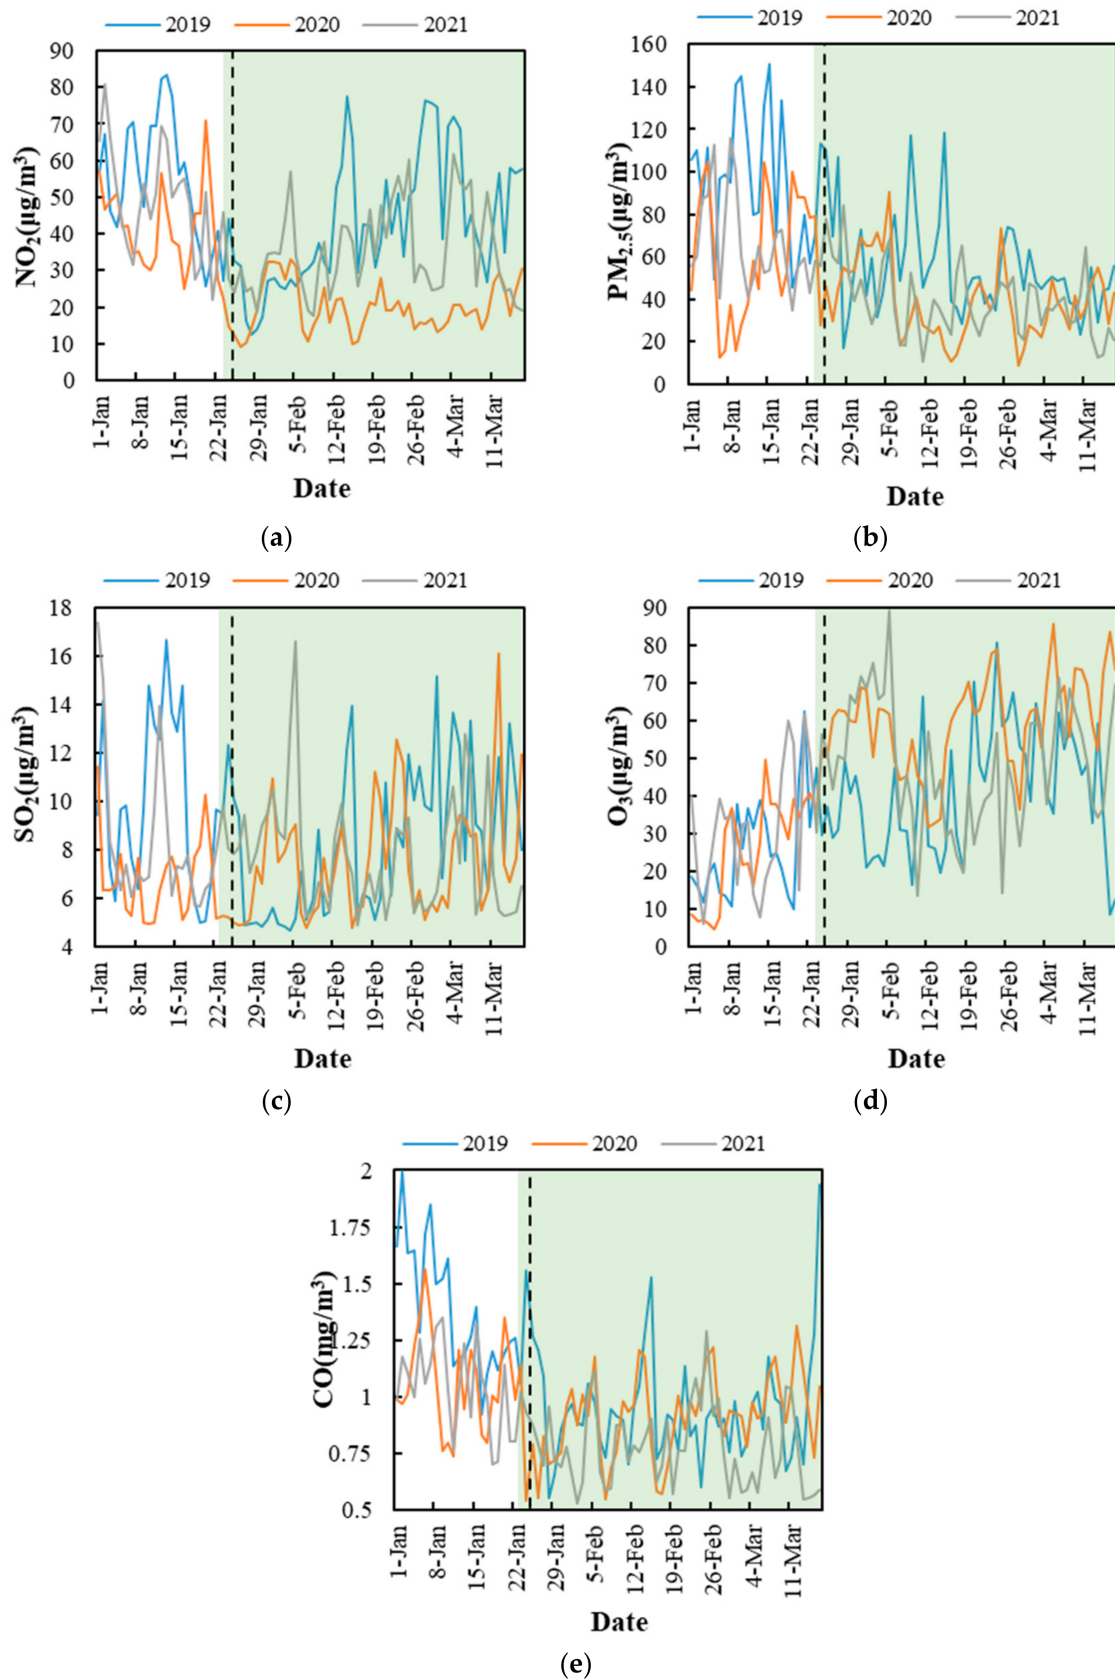 2019 2020 2021
90
80
70
60
50
40
30
20
10
0
NO2(μg/m3)
1-Jan 8-Jan 15-Jan 22-Jan 29-Jan 5-Feb 12-Feb 19-Feb 26-Feb 4-Mar 11-Mar
Date
(a)
2019 2020 2021
160
140
120
100
80
60
40
20
0
PM2.5(μg/m3)
1-Jan 8-Jan 15-Jan 22-Jan 29-Jan 5-Feb 12-Feb 19-Feb 26-Feb 4-Mar 11-Mar
Date
(b)
2019 2020 2021
18
16
14
12
10
8
6
4
SO2(μg/m3)
1-Jan 8-Jan 15-Jan 22-Jan 29-Jan 5-Feb 12-Feb 19-Feb 26-Feb 4-Mar 11-Mar
Date
(c)
2019 2020 2021
90
80
70
60
50
40
30
20
10
0
O3(μg/m3)
1-Jan 8-Jan 15-Jan 22-Jan 29-Jan 5-Feb 12-Feb 19-Feb 26-Feb 4-Mar 11-Mar
Date
(d)
2019 2020 2021
2
1.75
1.5
1.25
1
0.75
0.5
CO(mg/m3)
1-Jan 8-Jan 15-Jan 22-Jan 29-Jan 5-Feb 12-Feb 19-Feb 26-Feb 4-Mar 11-Mar
Date
(e)